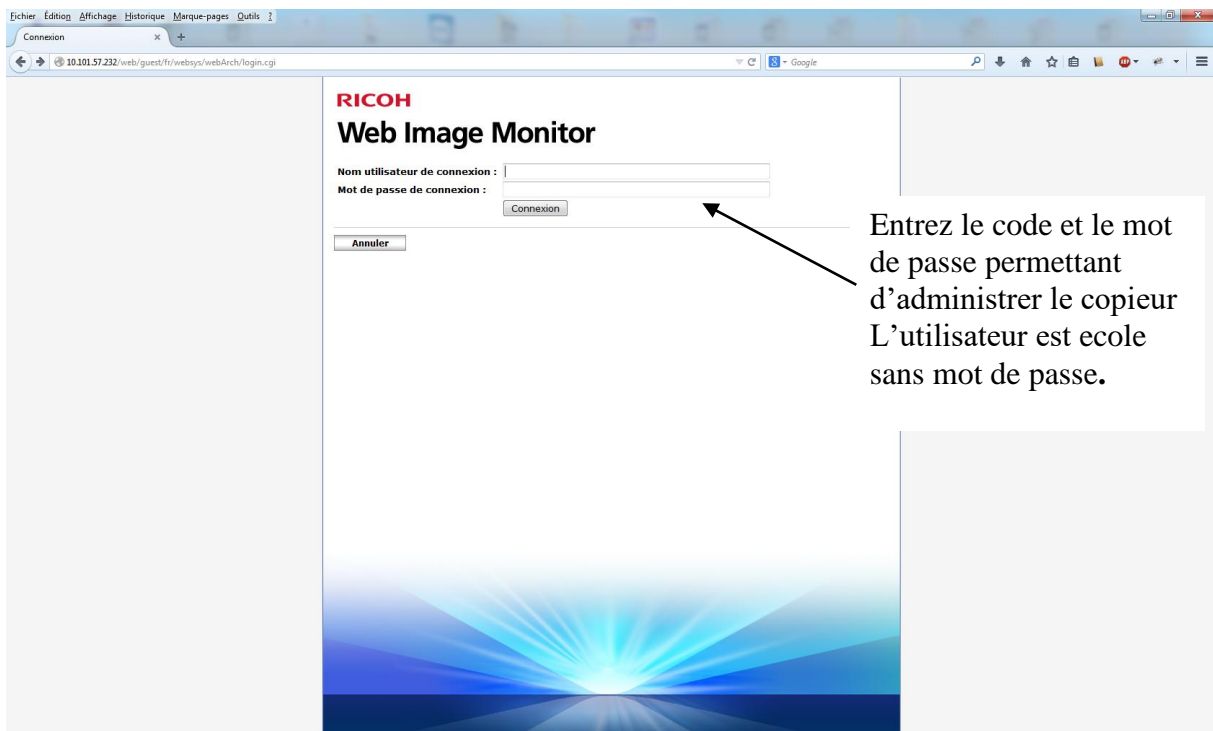 Fichier Édition Affichage Historique Marque-pages Outils ?
Connexion × +
10.101.57.232/web/guest/fr/websys/webArch/login.cgi
8 Google
ABP
RICOH
Web Image Monitor
Nom utilisateur de connexion :
Mot de passe de connexion :
Connexion
Annuler
Entrez le code et le mot
de passe permettant
d’administrer le copieur
L’utilisateur est ecole
sans mot de passe.